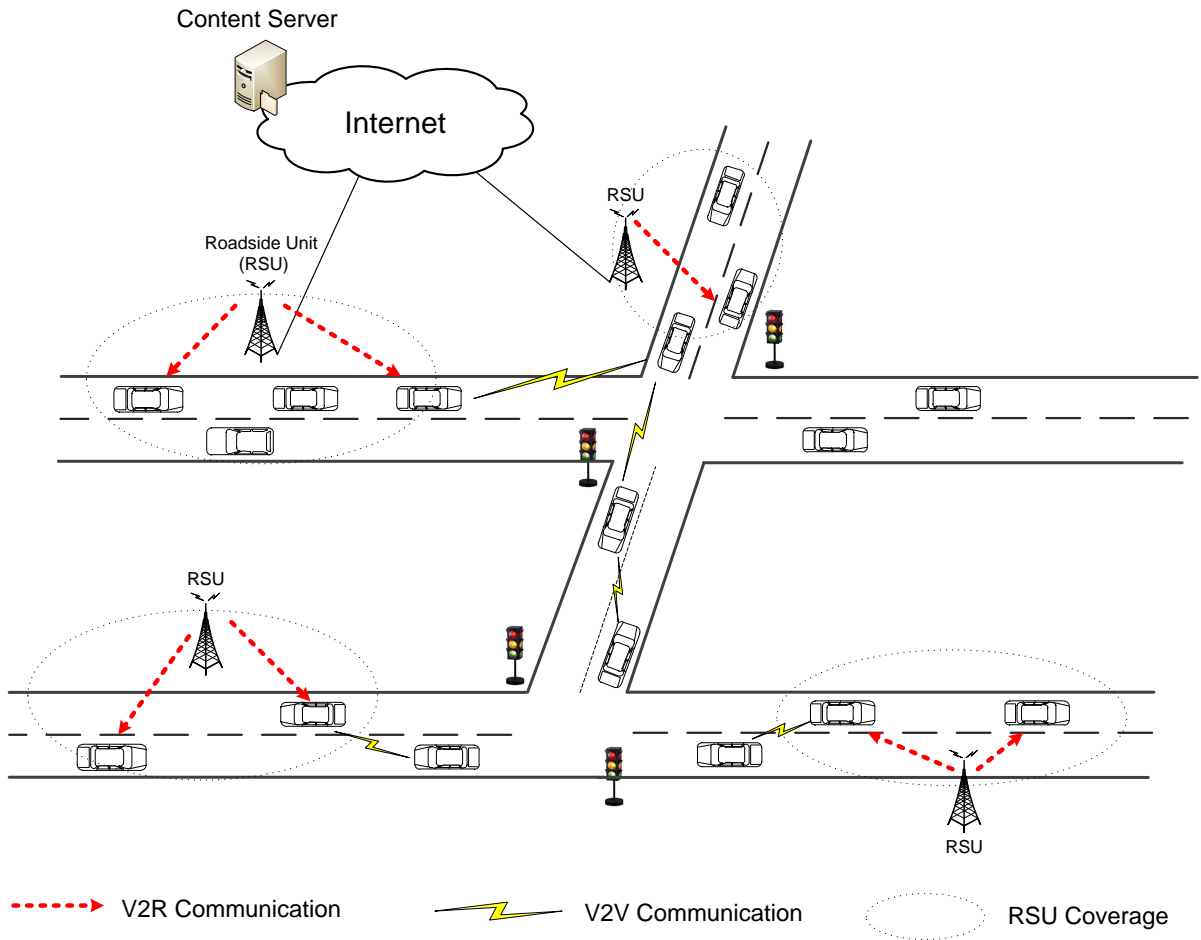 Content Server
Internet
RSU
Roadside Unit
(RSU)
RSU
RSU
V2R Communication
V2V Communication
RSU Coverage